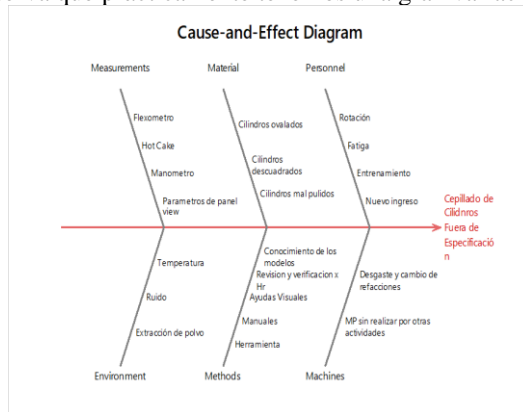 Cause-and-Effect Diagram
Measurements Material Personnel
Flexometro
Hot Cake
Manometro
Parametros de panel
view
Cilindros ovalados
Cilindros
descuadrados
Cilindros mal pulidos
Rotación
Fatiga
Entrenamiento
Nuevo ingreso
Cepillado de
Cilidnros
Fuera de
Especificació
n
Temperatura
Ruido
Extracción de polvo
Conocimiento de los
modelos
Revision y verificacion x
Hr
Ayudas Visuales
Manuales
Herramienta
Desgaste y cambio de
refacciones
MP sin realizar por otras
actividades
Environment Methods Machines